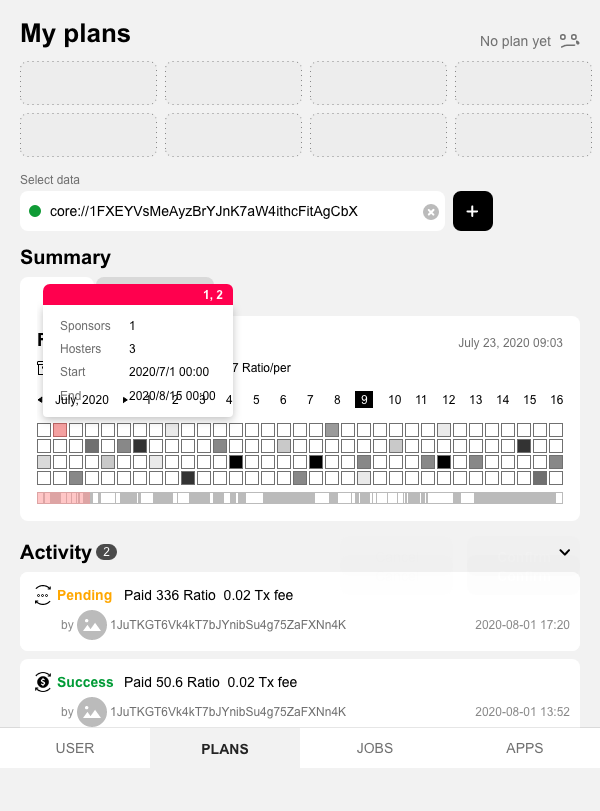 My plans
No plan yet
Select data
core://1FXEYVsMeAyzBrYJnK7aW4ithcFitAgCbX
+
Summary
1, 2
Sponsors 1
Hosters 3
Start 2020/7/1 00:00
End 2020/8/15 00:00
F
July 23, 2020 09:03
7 Ratio/per
July, 2020 1 2 3 4 5 6 7 8 9 10 11 12 13 14 15 16
Activity 2
Pending Paid 336 Ratio 0.02 Tx fee
by 1JuTKGT6Vk4kT7bJYnibSu4g75ZaFXNn4K 2020-08-01 17:20
Success Paid 50.6 Ratio 0.02 Tx fee
by 1JuTKGT6Vk4kT7bJYnibSu4g75ZaFXNn4K 2020-08-01 13:52
USER PLANS JOBS APPS